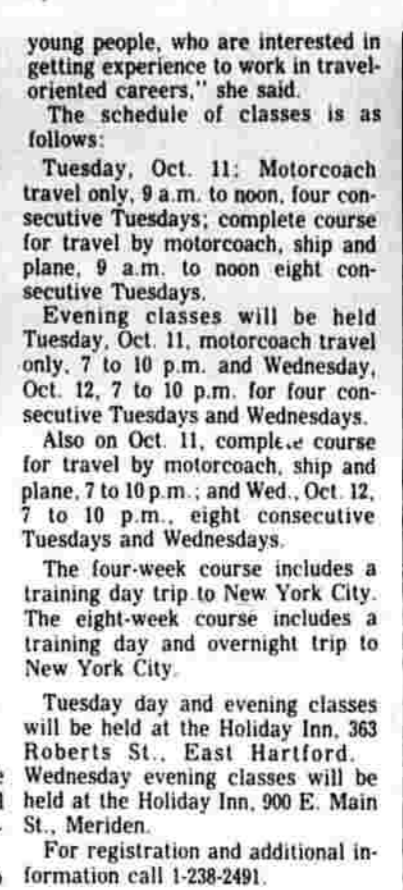 young people, who are interested in
getting experience to work in travel-
oriented careers," she said.
The schedule of classes is as
follows:
Tuesday, Oct. 11: Motorcoach
travel only, 9 a.m. to noon, four con-
secutive Tuesdays; complete course
for travel by motorcoach, ship and
plane, 9 a.m. to noon eight con-
secutive Tuesdays.
Evening classes will be held
Tuesday, Oct. 11, motorcoach travel
only, 7 to 10 p.m. and Wednesday,
Oct. 12, 7 to 10 p.m. for four con-
secutive Tuesdays and Wednesdays.
Also on Oct. 11, complete course
for travel by motorcoach, ship and
plane, 7 to 10 p.m.; and Wed., Oct. 12,
7 to 10 p.m., eight consecutive
Tuesdays and Wednesdays.
The four-week course includes a
training day trip to New York City.
The eight-week course includes a
training day and overnight trip to
New York City.
Tuesday day and evening classes
will be held at the Holiday Inn, 363
Roberts St., East Hartford.
Wednesday evening classes will be
held at the Holiday Inn, 900 E. Main
St., Meriden.
For registration and additional in-
formation call 1-238-2491.